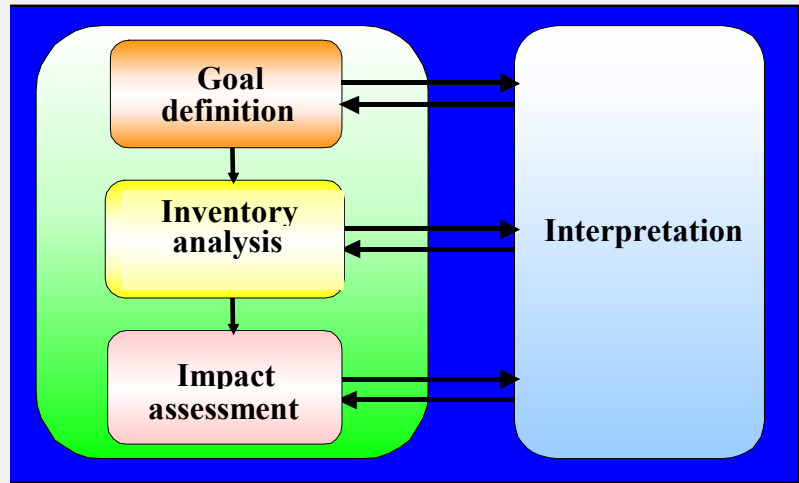 Goal
definition
Inventory
analysis
Interpretation
Impact
assessment